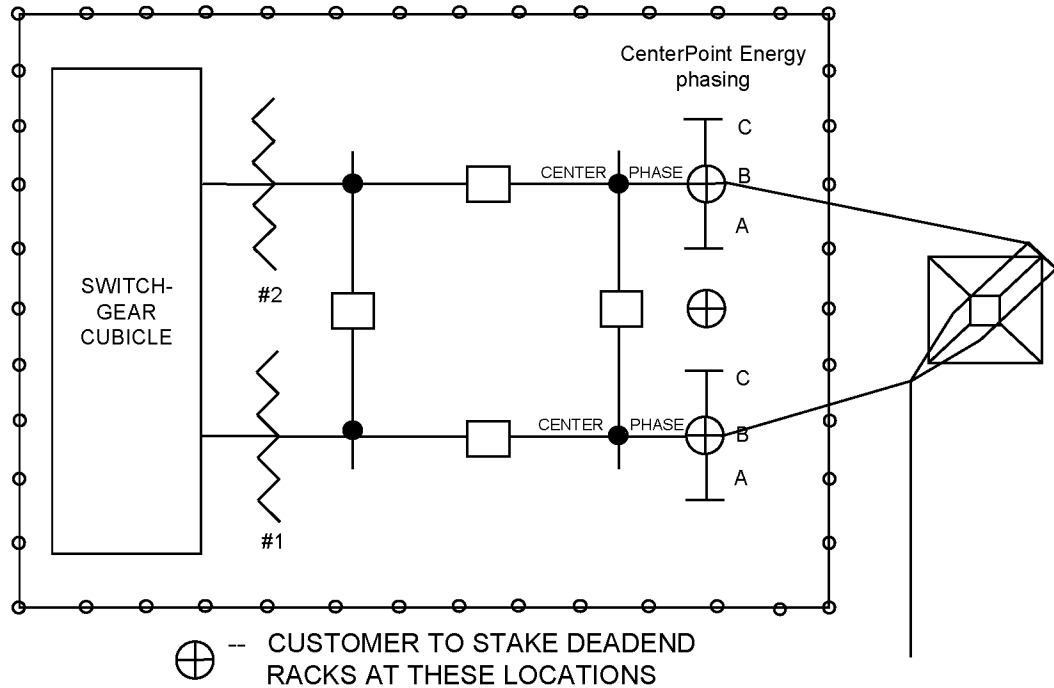 CenterPoint Energy
phasing
C
CENTER PHASE B
A
#2
SWITCH-
GEAR
CUBICLE
C
CENTER PHASE B
A
#1
-- CUSTOMER TO STAKE DEADEND
RACKS AT THESE LOCATIONS